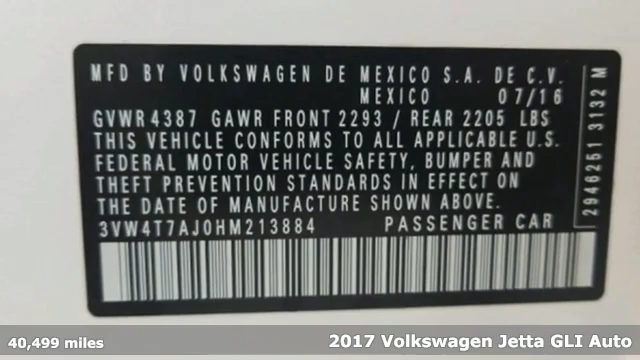 MFD BY VOLKSWAGEN DE MEXICO S.A. DE C.V.
MEXICO 07/16
GVWR 4387 GAWR FRONT 2293 / REAR 2205 LBS
THIS VEHICLE CONFORMS TO ALL APPLICABLE U.S.
FEDERAL MOTOR VEHICLE SAFETY, BUMPER AND
THEFT PREVENTION STANDARDS IN EFFECT ON
THE DATE OF MANUFACTURE SHOWN ABOVE.
3VW4T7AJ0HM213884 PASSENGER CAR
2946251 3132 M
40,499 miles
2017 Volkswagen Jetta GLI Auto